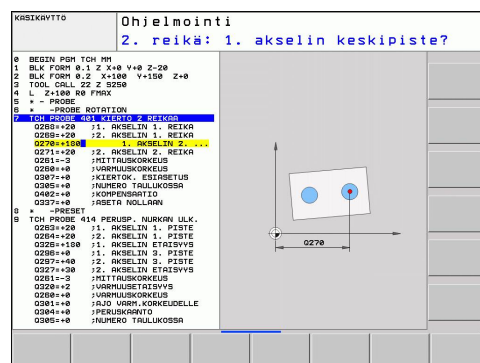 KÄSIKÄYTTÖ
Ohjelmointi
2. reikä: 1. akselin keskipiste?
0 BEGIN PGM TCH MM
1 BLK FORM 0.1 Z X+0 Y+0 Z-20
2 BLK FORM 0.2 X+100 Y+150 Z+0
3 TOOL CALL 22 Z S250
4 L Z+100 R0 FMAX
5 * - PROBE
6 * -PROBE ROTATION
7 TCH PROBE 401 KIERTO 2 REIKAA
Q268=+20 ;1. AKSELIN 1. REIKA
Q269=+20 ;2. AKSELIN 1. REIKA
Q270=+180 1. AKSELIN 2. ...
Q271=+20 ;2. AKSELIN 2. REIKA
Q261=-3 ;MITTAUSKORKEUS
Q260=+0 ;VARMUUSKORKEUS
Q307=+0 ;KIERTOK. ESIASETUS
Q305=+0 ;NUMERO TAULUKOSSA
Q402=+0 ;KOMPENSAATIO
Q337=+0 ;ASETA NOLLAAN
8 * -PRESET
9 TCH PROBE 414 PERUSP. NURKAN ULK.
Q263=+20 ;1. AKSELIN 1. PISTE
Q264=+20 ;2. AKSELIN 1. PISTE
Q326=+180 ;1. AKSELIN ETAISYYS
Q296=+0 ;1. AKSELIN 3. PISTE
Q297=+40 ;2. AKSELIN 3. PISTE
Q327=+30 ;2. AKSELIN ETAISYYS
Q261=-3 ;MITTAUSKORKEUS
Q320=+2 ;VARMUUSETAISYYS
Q260=+0 ;VARMUUSKORKEUS
Q301=+0 ;AJO VARM.KORKEUDELLE
Q304=+0 ;PERUSKAANTO
Q305=+0 ;NUMERO TAULUKOSSA
Q270